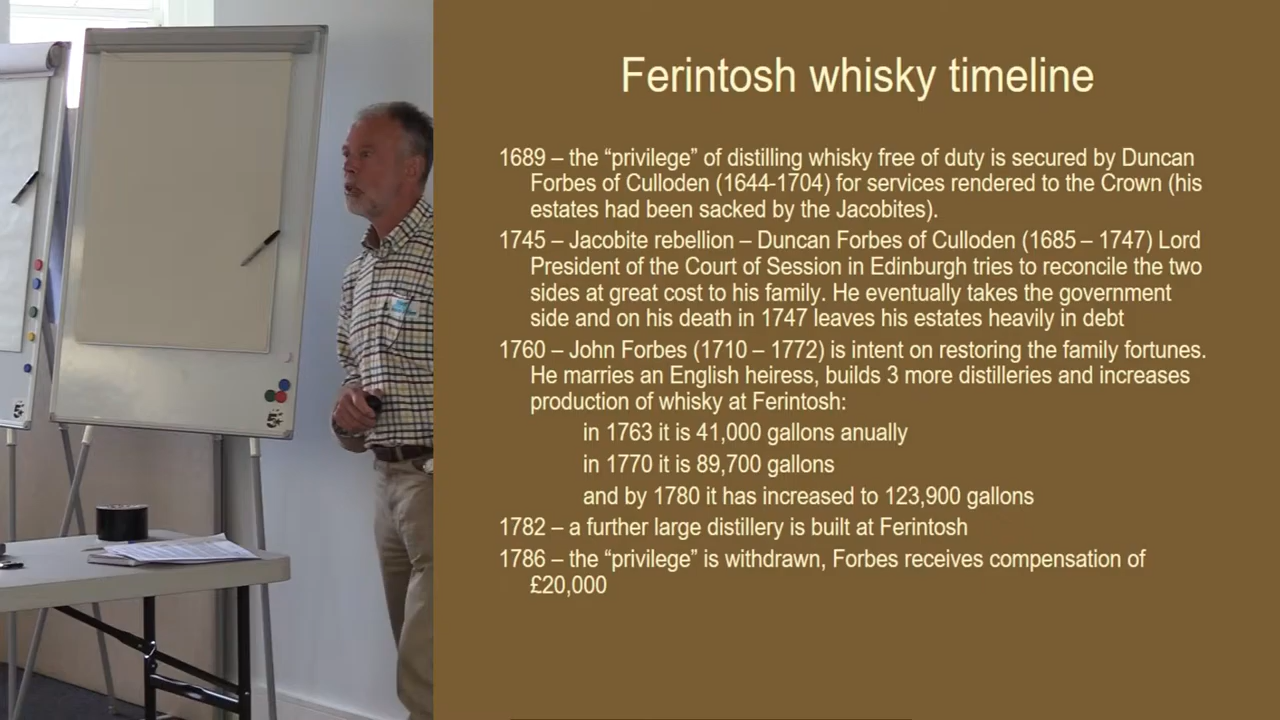 Ferintosh whisky timeline
1689 – the “privilege” of distilling whisky free of duty is secured by Duncan
Forbes of Culloden (1644-1704) for services rendered to the Crown (his
estates had been sacked by the Jacobites).
1745 – Jacobite rebellion – Duncan Forbes of Culloden (1685 – 1747) Lord
President of the Court of Session in Edinburgh tries to reconcile the two
sides at great cost to his family. He eventually takes the government
side and on his death in 1747 leaves his estates heavily in debt
1760 – John Forbes (1710 – 1772) is intent on restoring the family fortunes.
He marries an English heiress, builds 3 more distilleries and increases
production of whisky at Ferintosh:
in 1763 it is 41,000 gallons anually
in 1770 it is 89,700 gallons
and by 1780 it has increased to 123,900 gallons
1782 – a further large distillery is built at Ferintosh
1786 – the “privilege” is withdrawn, Forbes receives compensation of
£20,000